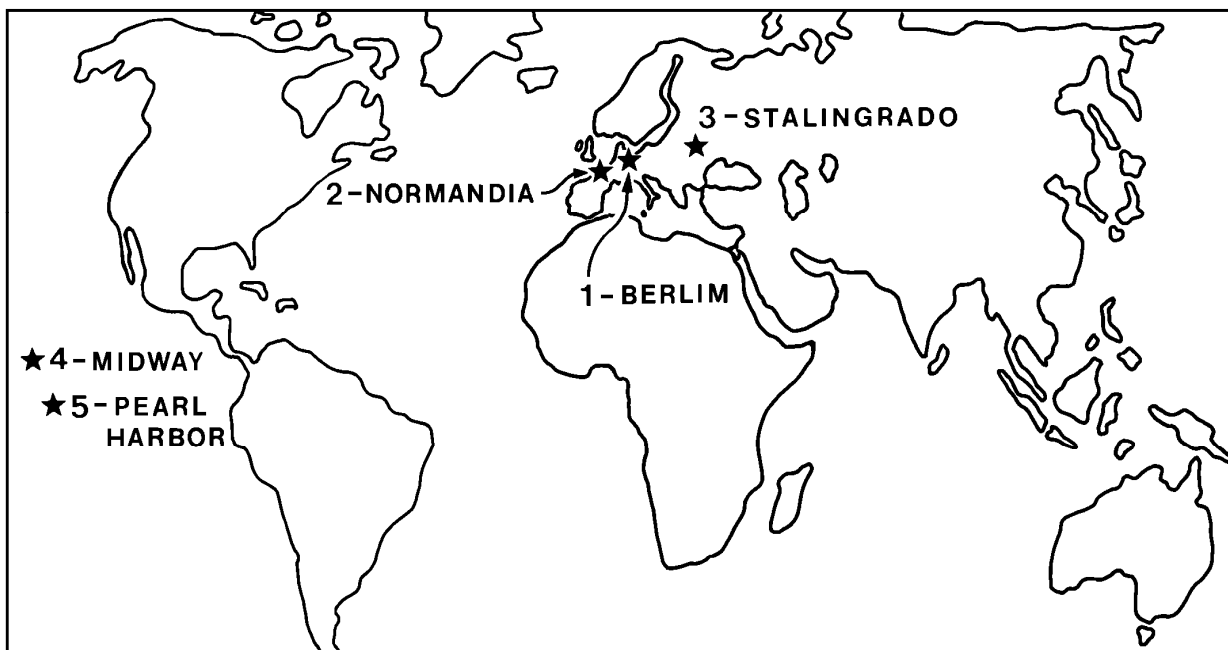 3-STALINGRADO
2-NORMANDIA
1-BERLIM
4-MIDWAY
5-PEARL
HARBOR